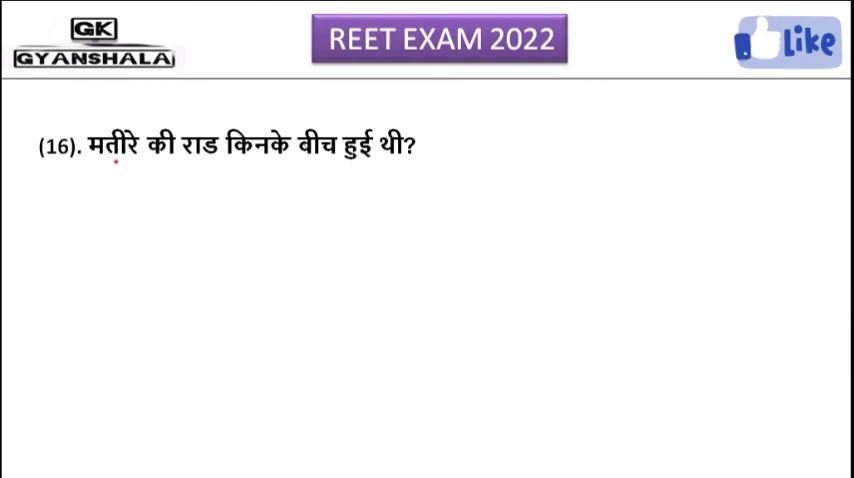 GK
GYANSHALA
REET EXAM 2022
Like
(16). मतीरे की राड किनके वीच हुई थी?